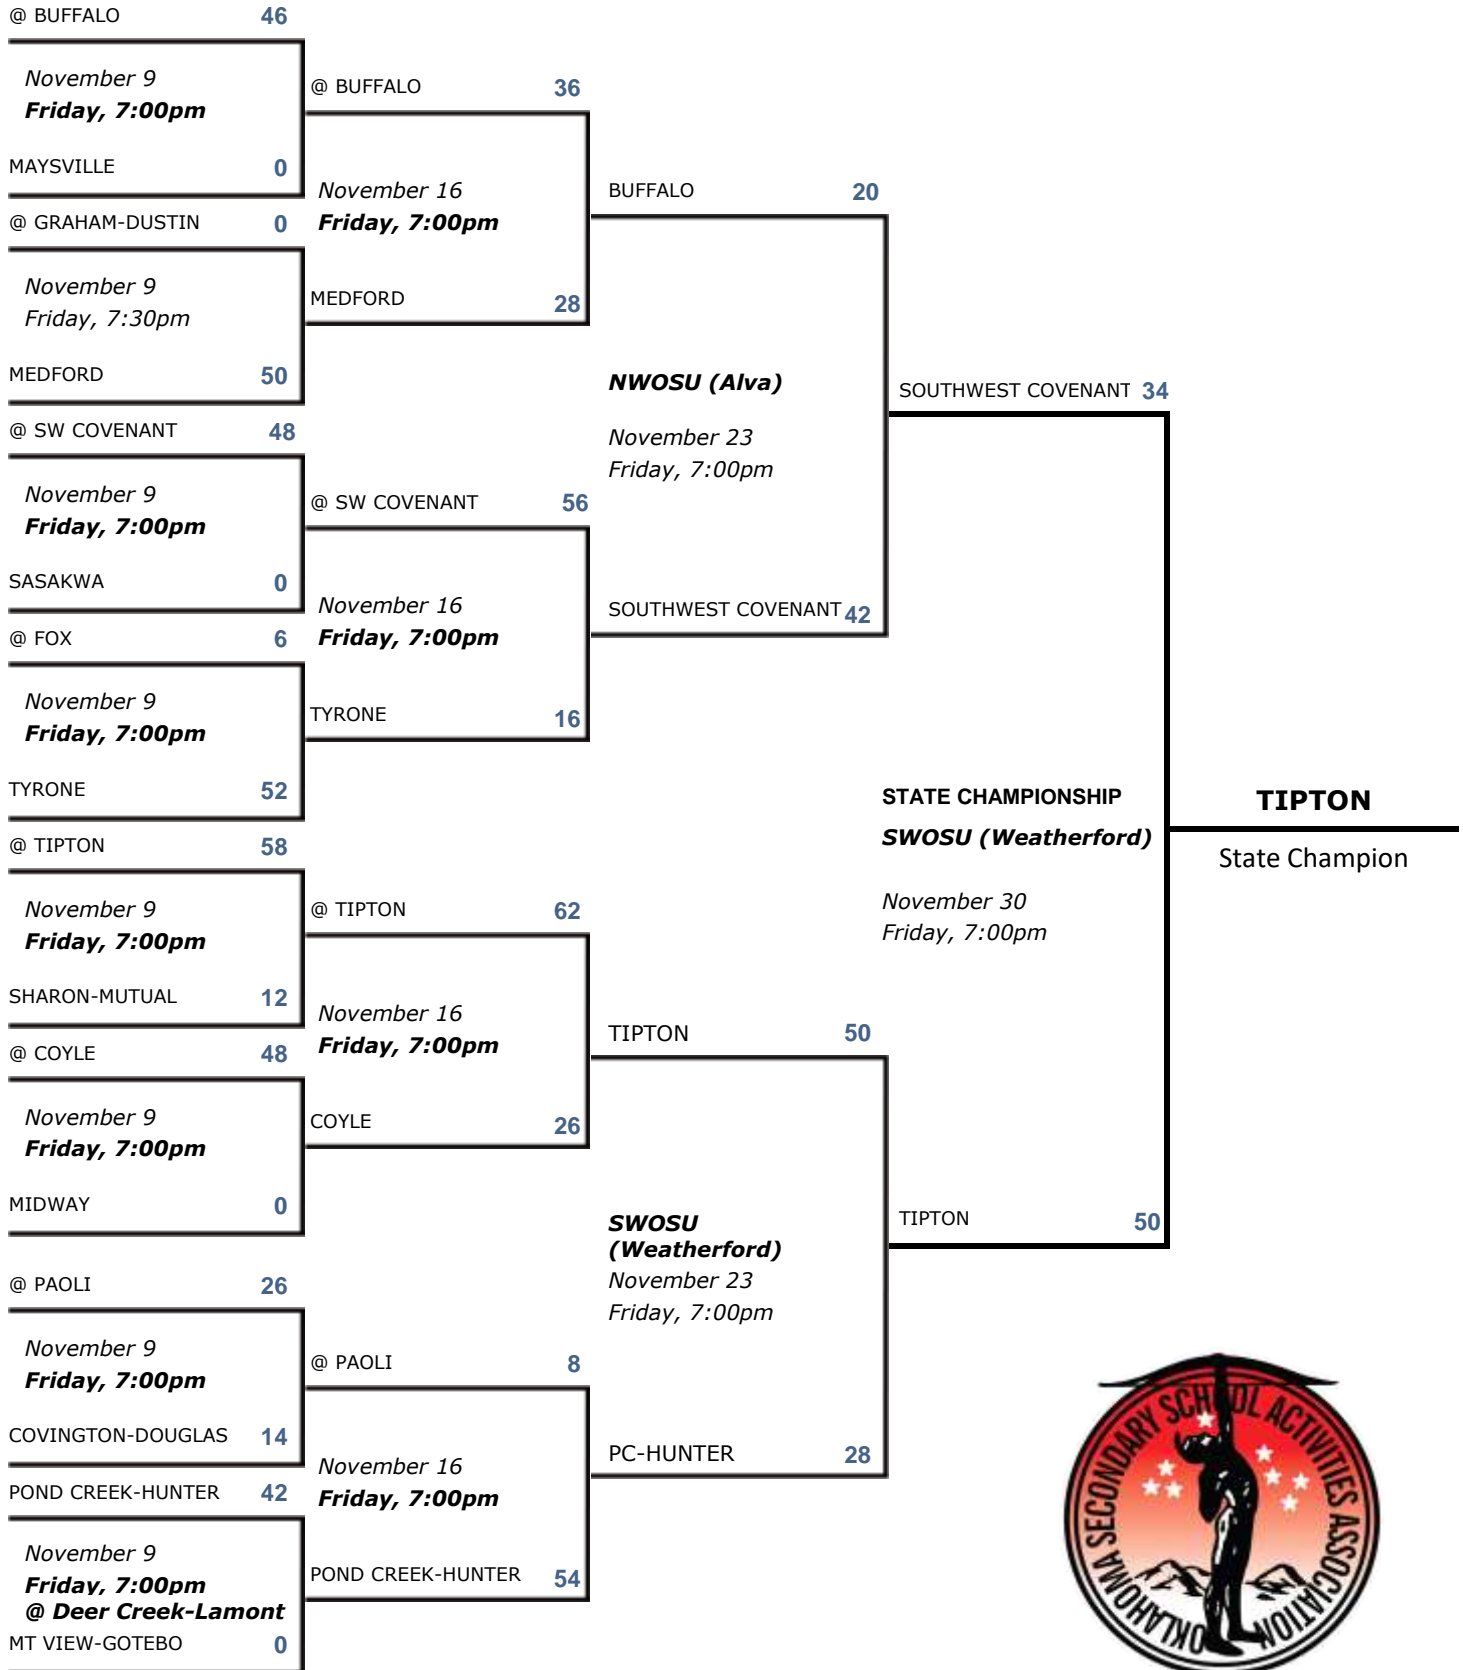 @ BUFFALO 46
November 9
Friday, 7:00pm
MAYSVILLE 0
@ GRAHAM-DUSTIN 0
November 9
Friday, 7:30pm
MEDFORD 50
@ SW COVENANT 48
November 9
Friday, 7:00pm
SASAKWA 0
@ FOX 6
November 9
Friday, 7:00pm
TYRONE 52
@ TIPTON 58
November 9
Friday, 7:00pm
SHARON-MUTUAL 12
@ COYLE 48
November 9
Friday, 7:00pm
MIDWAY 0
@ PAOLI 26
November 9
Friday, 7:00pm
COVINGTON-DOUGLAS 14
POND CREEK-HUNTER 42
November 9
Friday, 7:00pm
@ Deer Creek-Lamont
MT VIEW-GOTEBO 0
@ BUFFALO 36
November 16
Friday, 7:00pm
MEDFORD 28
@ SW COVENANT 56
November 16
Friday, 7:00pm
TYRONE 16
@ TIPTON 62
November 16
Friday, 7:00pm
COYLE 26
@ PAOLI 8
November 16
Friday, 7:00pm
POND CREEK-HUNTER 54
BUFFALO 20
NWOSU (Alva)
November 23
Friday, 7:00pm
SOUTHWEST COVENANT 42
TIPTON 50
SWOSU
(Weatherford)
November 23
Friday, 7:00pm
PC-HUNTER 28
SOUTHWEST COVENANT 34
STATE CHAMPIONSHIP
SWOSU (Weatherford)
November 30
Friday, 7:00pm
TIPTON 50
TIPTON
State Champion
OKLAHOMA SECONDARY SCHOOL ACTIVITIES ASSOCIATION